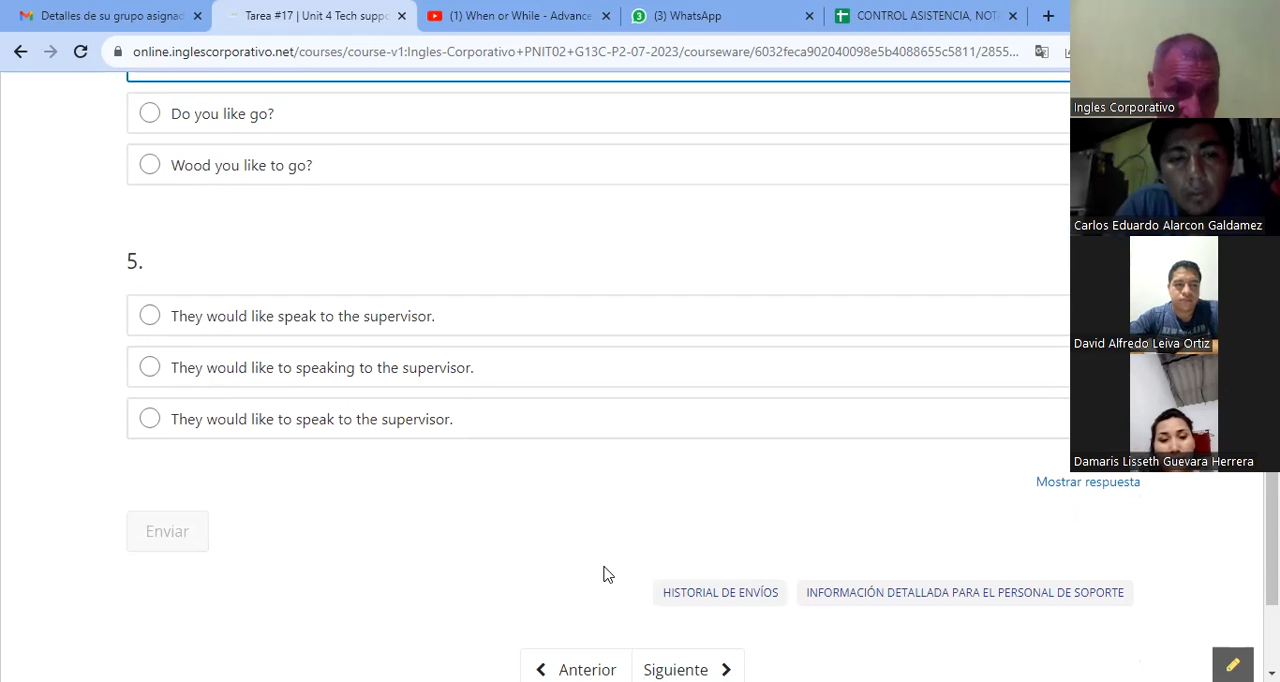 Detalles de su grupo asignad
Tarea #17 | Unit 4 Tech suppo
(1) When or While - Advance
(3) WhatsApp
CONTROL ASISTENCIA, NOT
online.inglescorporativo.net/courses/course-v1:Ingles-Corporativo+PNIT02+G13C-P2-07-2023/courseware/6032feca902040098e5b4088655c5811/2855...
Do you like go?
Wood you like to go?
5.
They would like speak to the supervisor.
They would like to speaking to the supervisor.
They would like to speak to the supervisor.
Mostrar respuesta
Enviar
HISTORIAL DE ENVÍOS
INFORMACIÓN DETALLADA PARA EL PERSONAL DE SOPORTE
Anterior
Siguiente
Ingles Corporativo
Carlos Eduardo Alarcon Galdamez
David Alfredo Leiva Ortiz
Damaris Lisseth Guevara Herrera